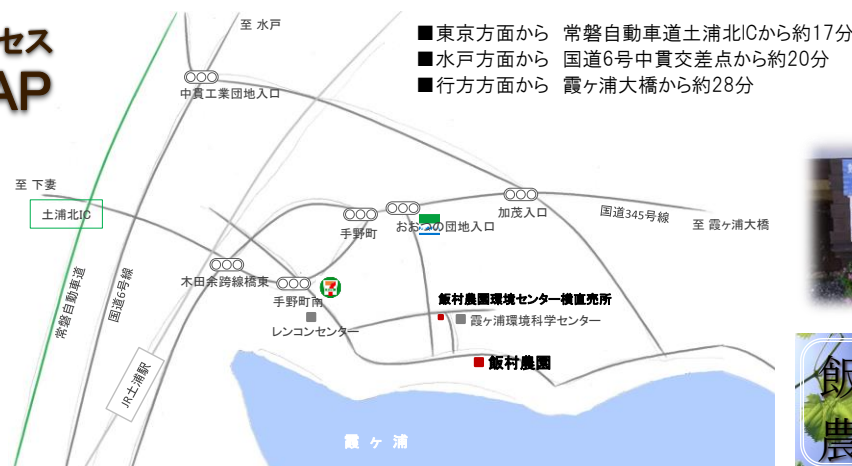 セス
AP
■東京方面から 常磐自動車道土浦北ICから約17分
■水戸方面から 国道6号中貫交差点から約20分
■行方方面から 霞ヶ浦大橋から約28分
至 水戸
中貫工業団地入口
至 下妻
土浦北IC
常磐自動車道
国道6号線
JR土浦駅
木田余跨線橋東
手野町
おおつの団地入口
加茂入口
国道345号線
至 霞ヶ浦大橋
手野町南
7
レンコンセンター
飯村農園環境センター横直売所
霞ヶ浦環境科学センター
飯村農園
霞ヶ浦
飯
農